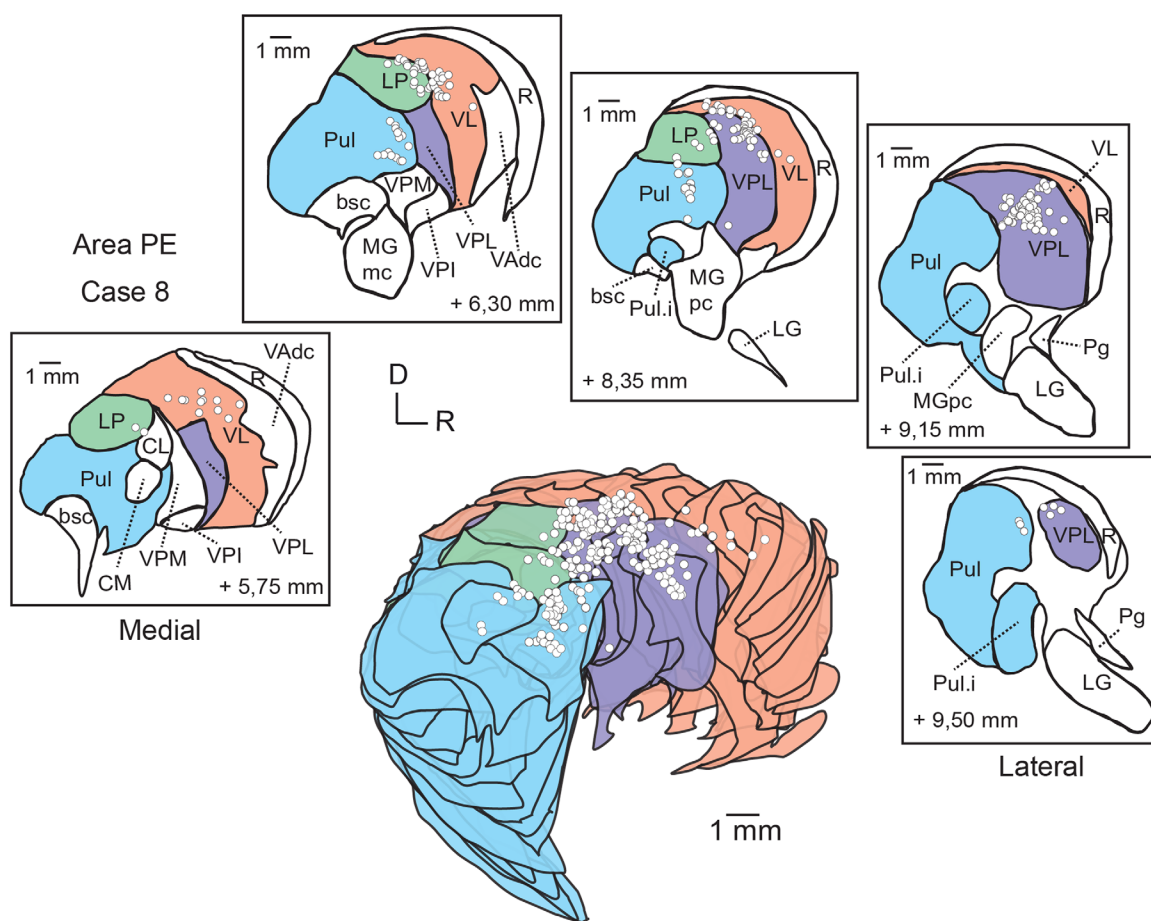 1 mm
LP
VL
R
Pul
VPM
bsc
MG
mc
VPI
VPL
VAdc
+ 6,30 mm
1 mm
LP
Pul
VPL
VL
R
bsc
Pul.i
MG
pc
LG
+ 8,35 mm
1 mm
VL
R
VPL
Pul
Pul.i
MGpc
Pg
LG
+ 9,15 mm
Area PE
Case 8
1 mm
VAdc
R
LP
CL
VL
Pul
bsc
CM
VPM
VPI
VPL
+ 5,75 mm
Medial
D
R
1 mm
VPL
R
Pul
Pg
Pul.i
LG
+ 9,50 mm
Lateral
1 mm